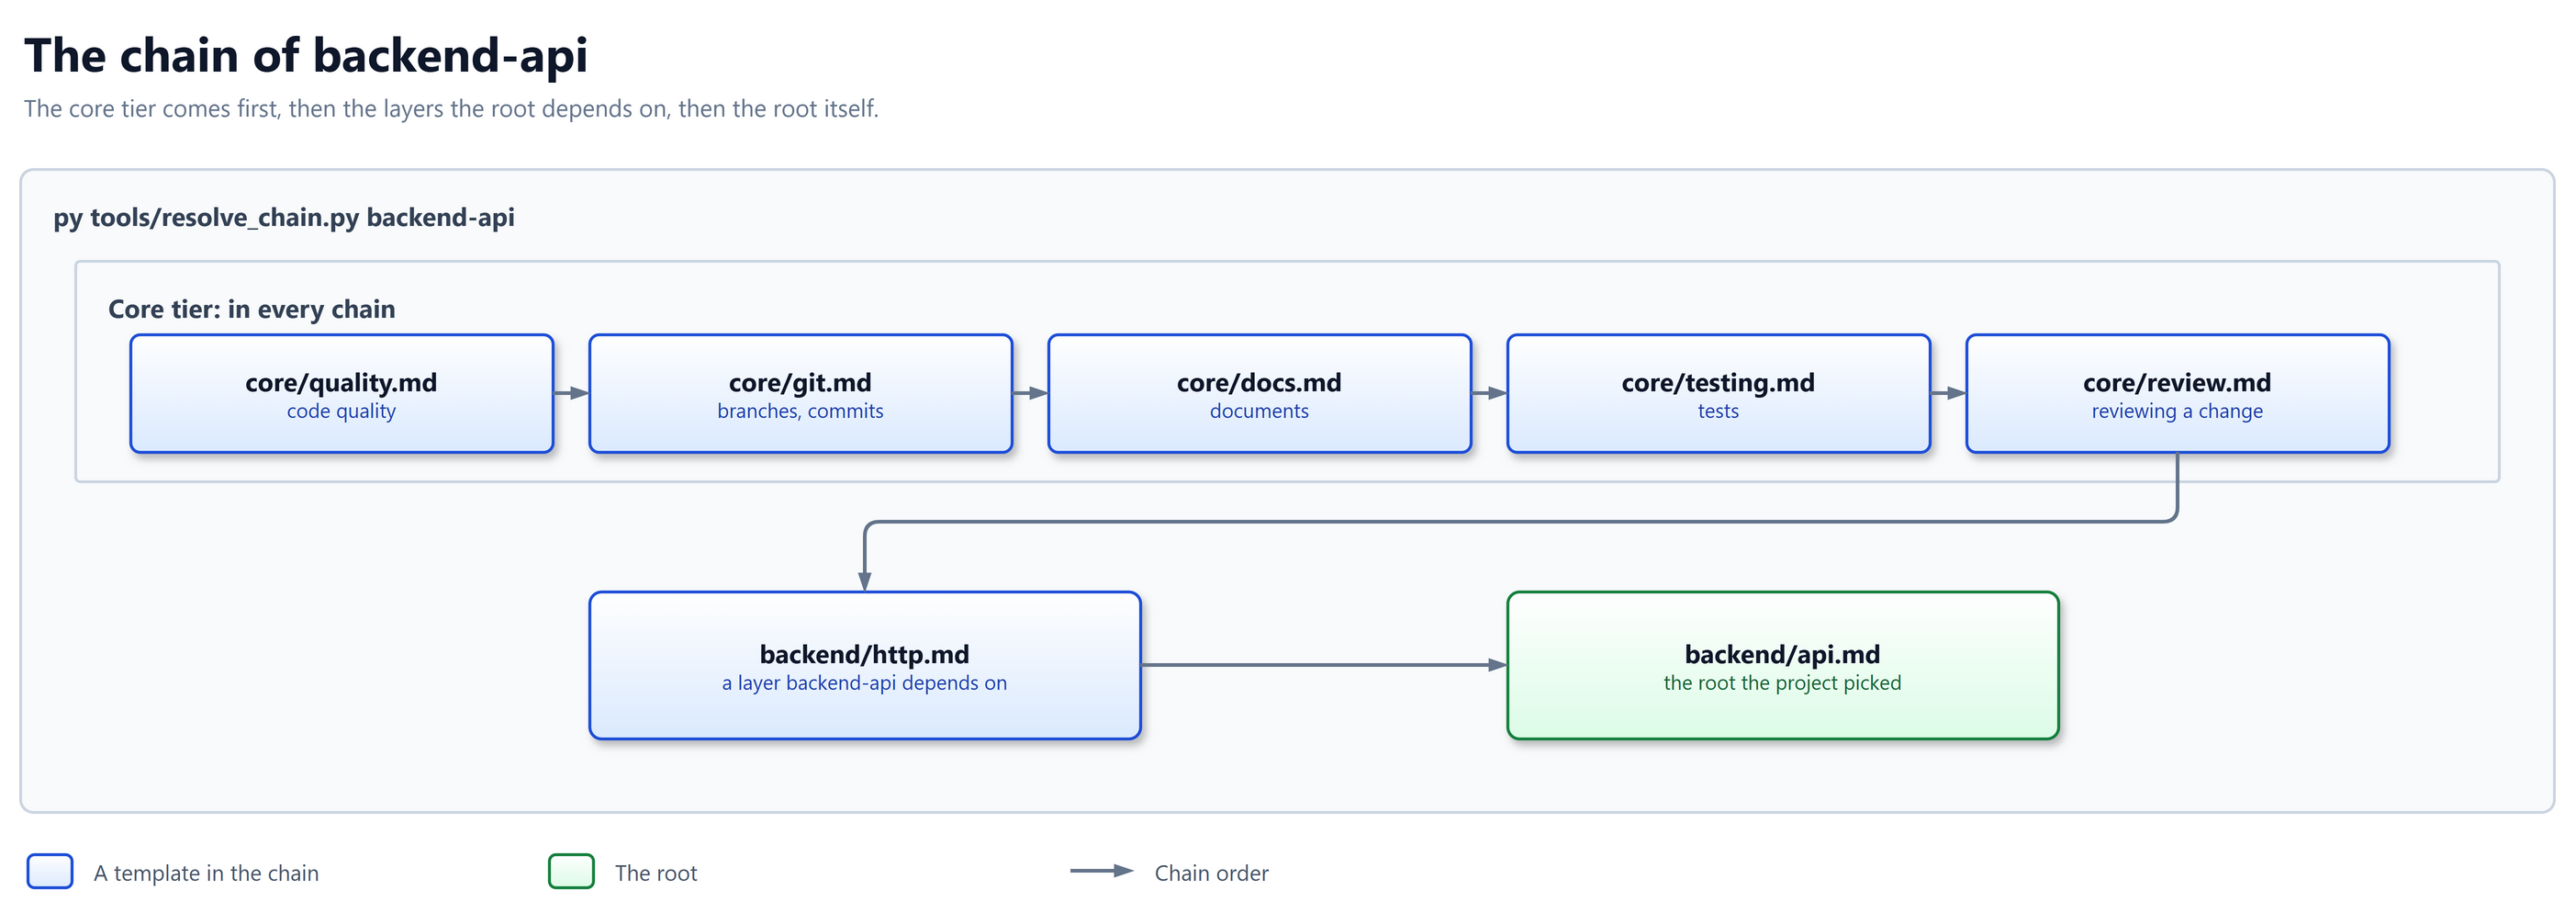 The chain of backend-api
The core tier comes first, then the layers the root depends on, then the root itself.
py tools/resolve_chain.py backend-api
Core tier: in every chain
core/quality.md
code quality
core/git.md
branches, commits
core/docs.md
documents
core/testing.md
tests
core/review.md
reviewing a change
backend/http.md
a layer backend-api depends on
backend/api.md
the root the project picked
A template in the chain
The root
Chain order